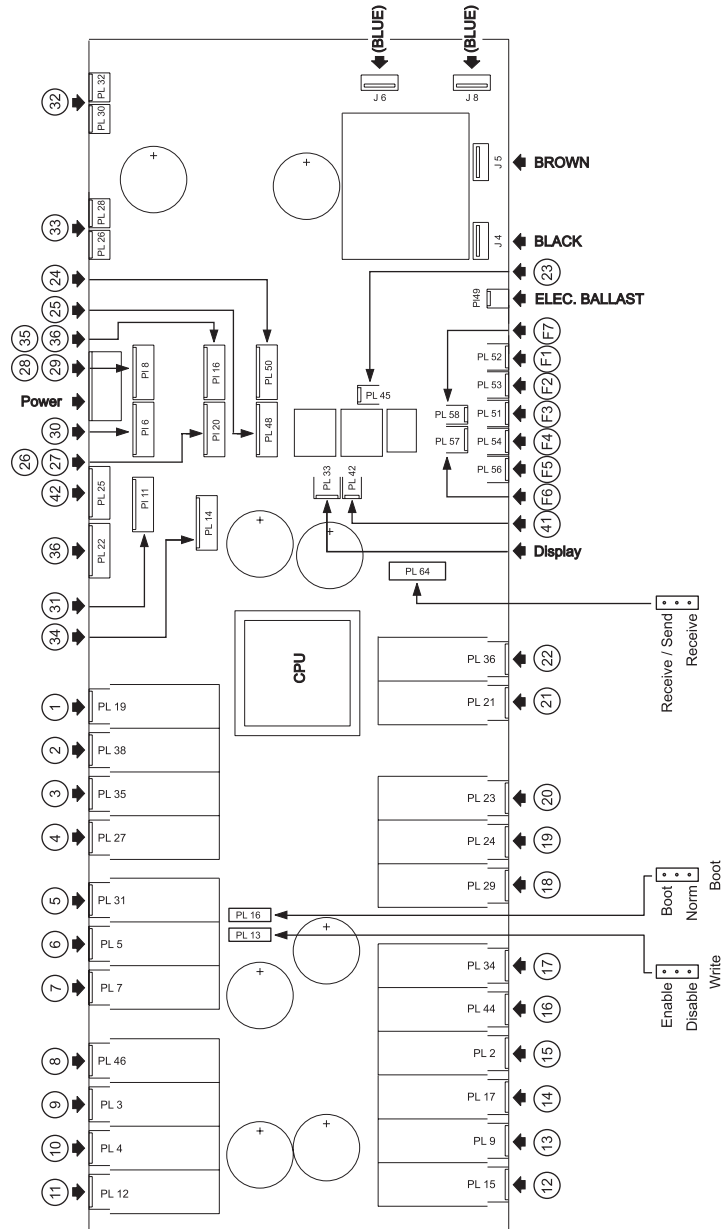 (BLUE)
(BLUE)
J 6
J 8
32
PL 32
PL 30
J 5
BROWN
33
PL 28
PL 26
J 4
BLACK
24
23
25
PI49
ELEC. BALLAST
35
36
F7
28
29
PI 8
PI 16
PL 50
PL 52
F1
Power
PL 45
PL 53
F2
30
PI 6
PI 20
PL 48
PL 58
PL 51
F3
26
27
PL 57
PL 54
F4
42
PL 25
PL 33
PL 42
PL 56
F5
PI 11
F6
PL 14
41
36
PL 22
Display
31
PL 64
34
Receive / Send
Receive
CPU
PL 36
22
1
PL 19
PL 21
21
2
PL 38
3
PL 35
PL 23
20
4
PL 27
PL 24
19
5
PL 31
PL 29
18
Boot
Norm
Boot
PL 16
6
PL 5
PL 13
7
PL 7
PL 34
17
Enable
Disable
Write
PL 44
16
8
PL 46
PL 2
15
9
PL 3
PL 17
14
10
PL 4
PL 9
13
11
PL 12
PL 15
12
+
+
+
+
+
+
+